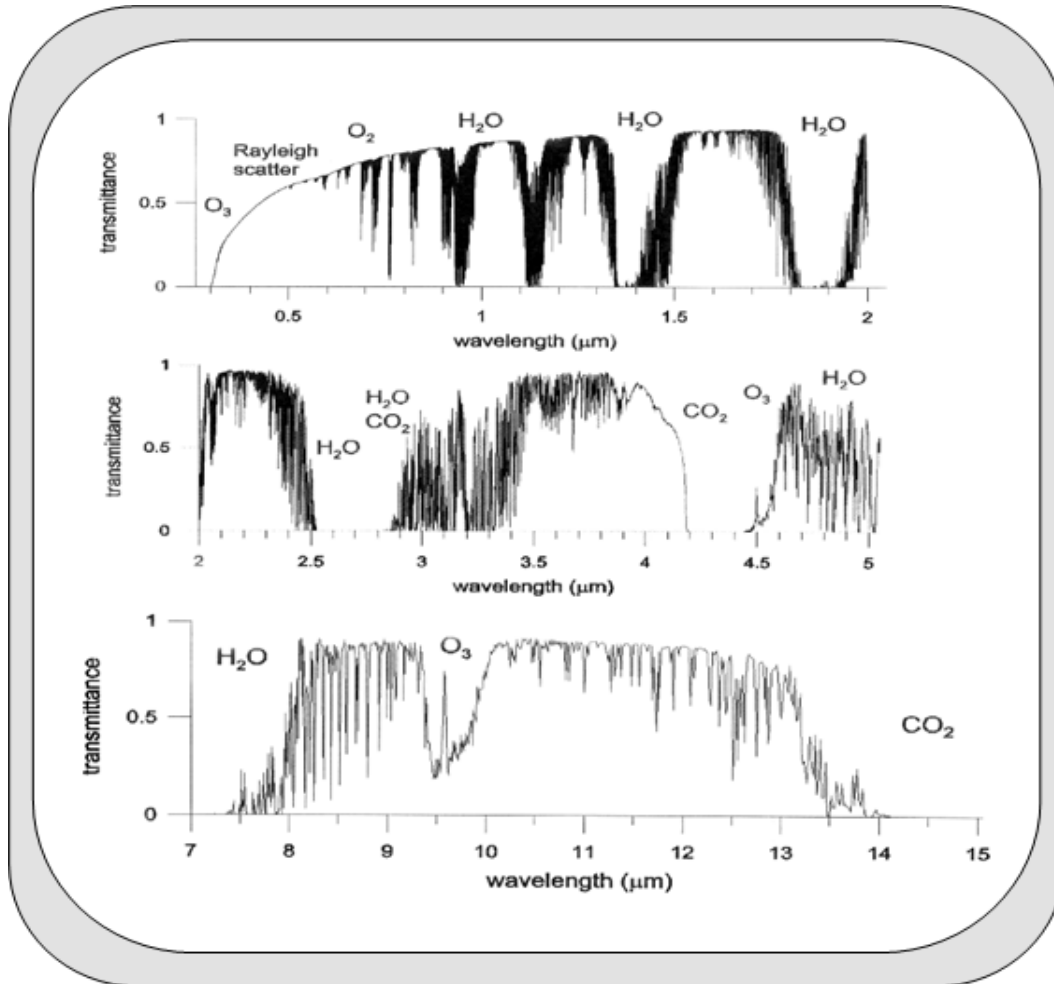 1
O₂
H₂O
H₂O
H₂O
Rayleigh
scatter
O₃
0.5
0
transmittance
0.5
1
1.5
2
wavelength (μm)
1
H₂O
CO₂
H₂O
CO₂
O₃
H₂O
0.5
0
transmittance
2
2.5
3
3.5
4
4.5
5
wavelength (μm)
1
H₂O
O₃
CO₂
0.5
0
transmittance
7
8
9
10
11
12
13
14
15
wavelength (μm)